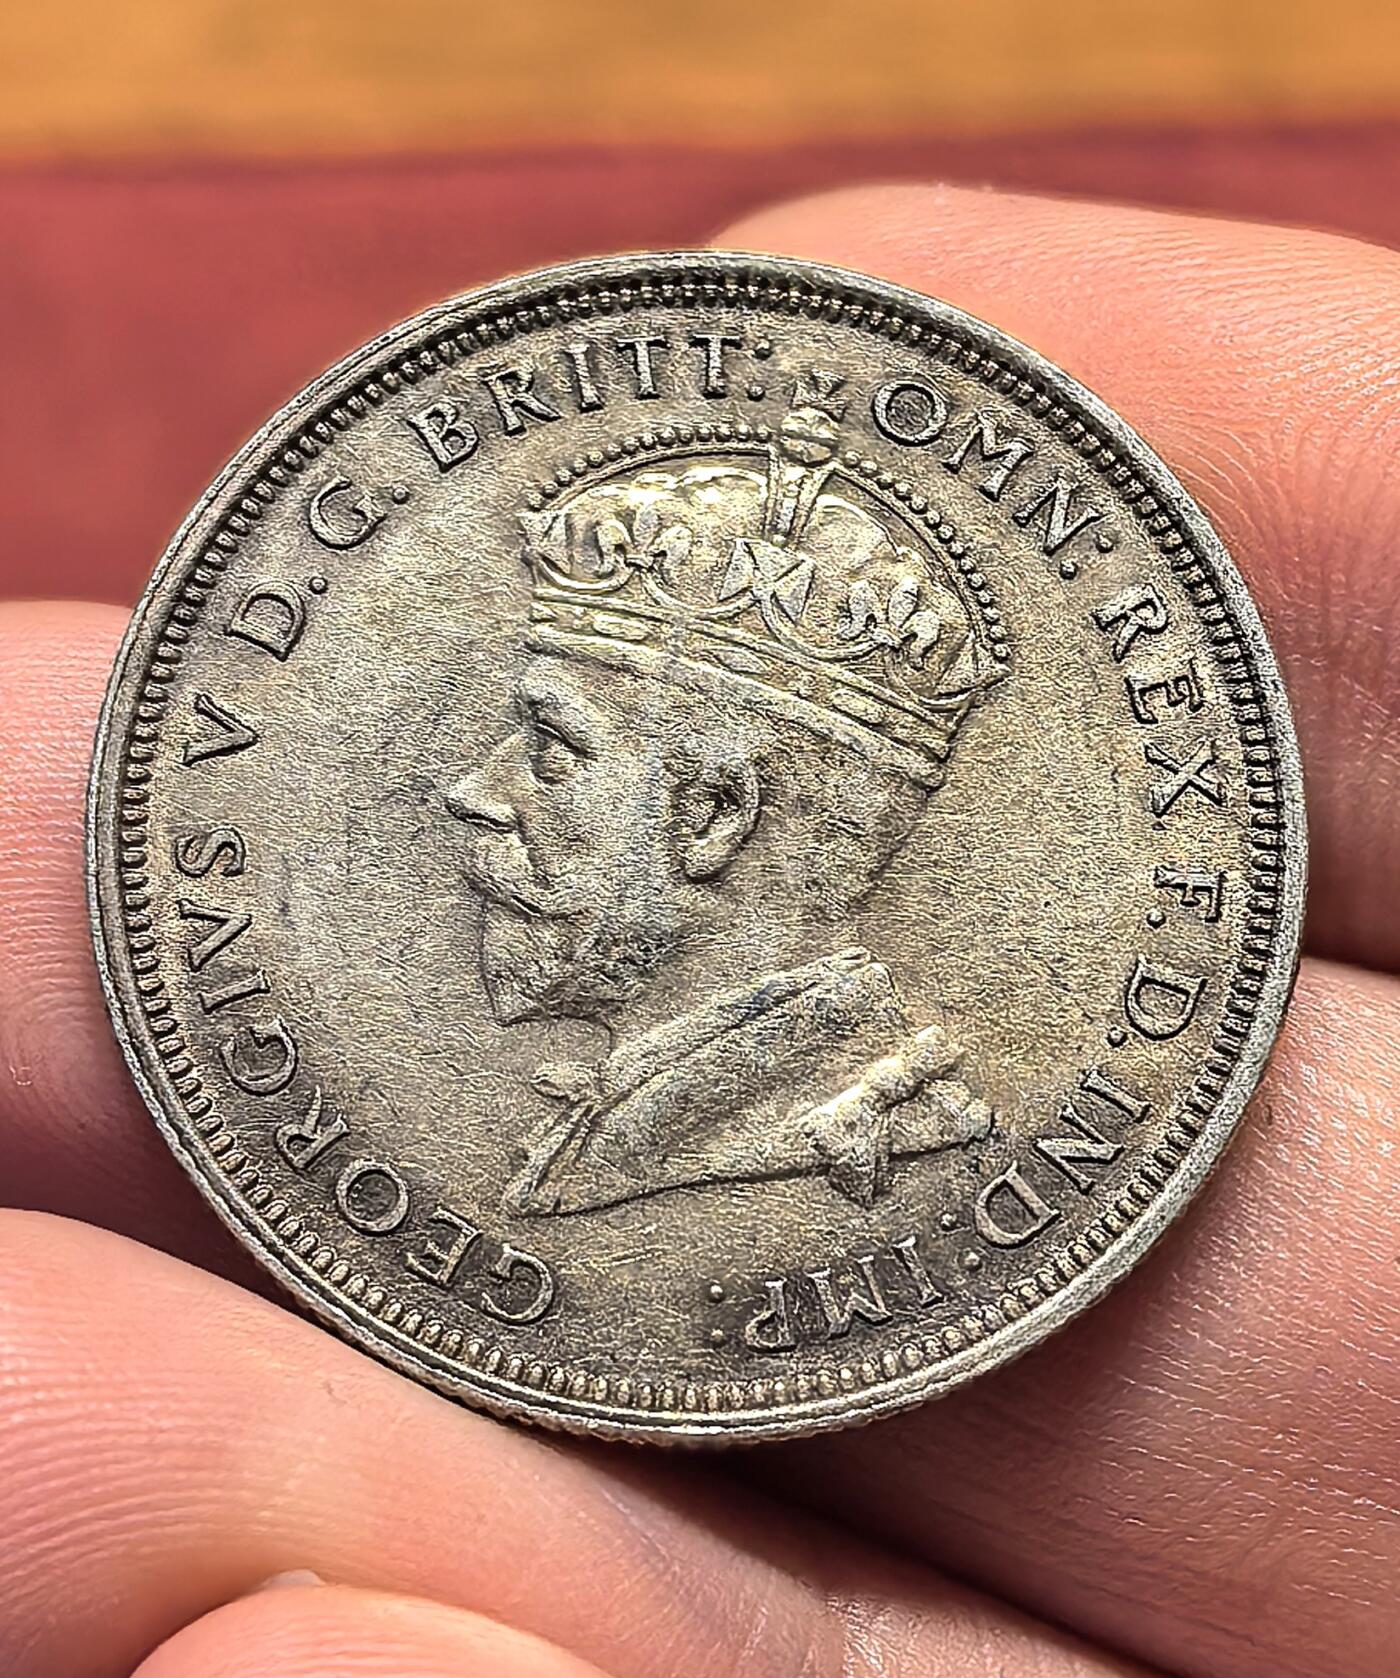 GEORGIVS V D.G. BRITT: OMN: REX F.D. IND: IMP: